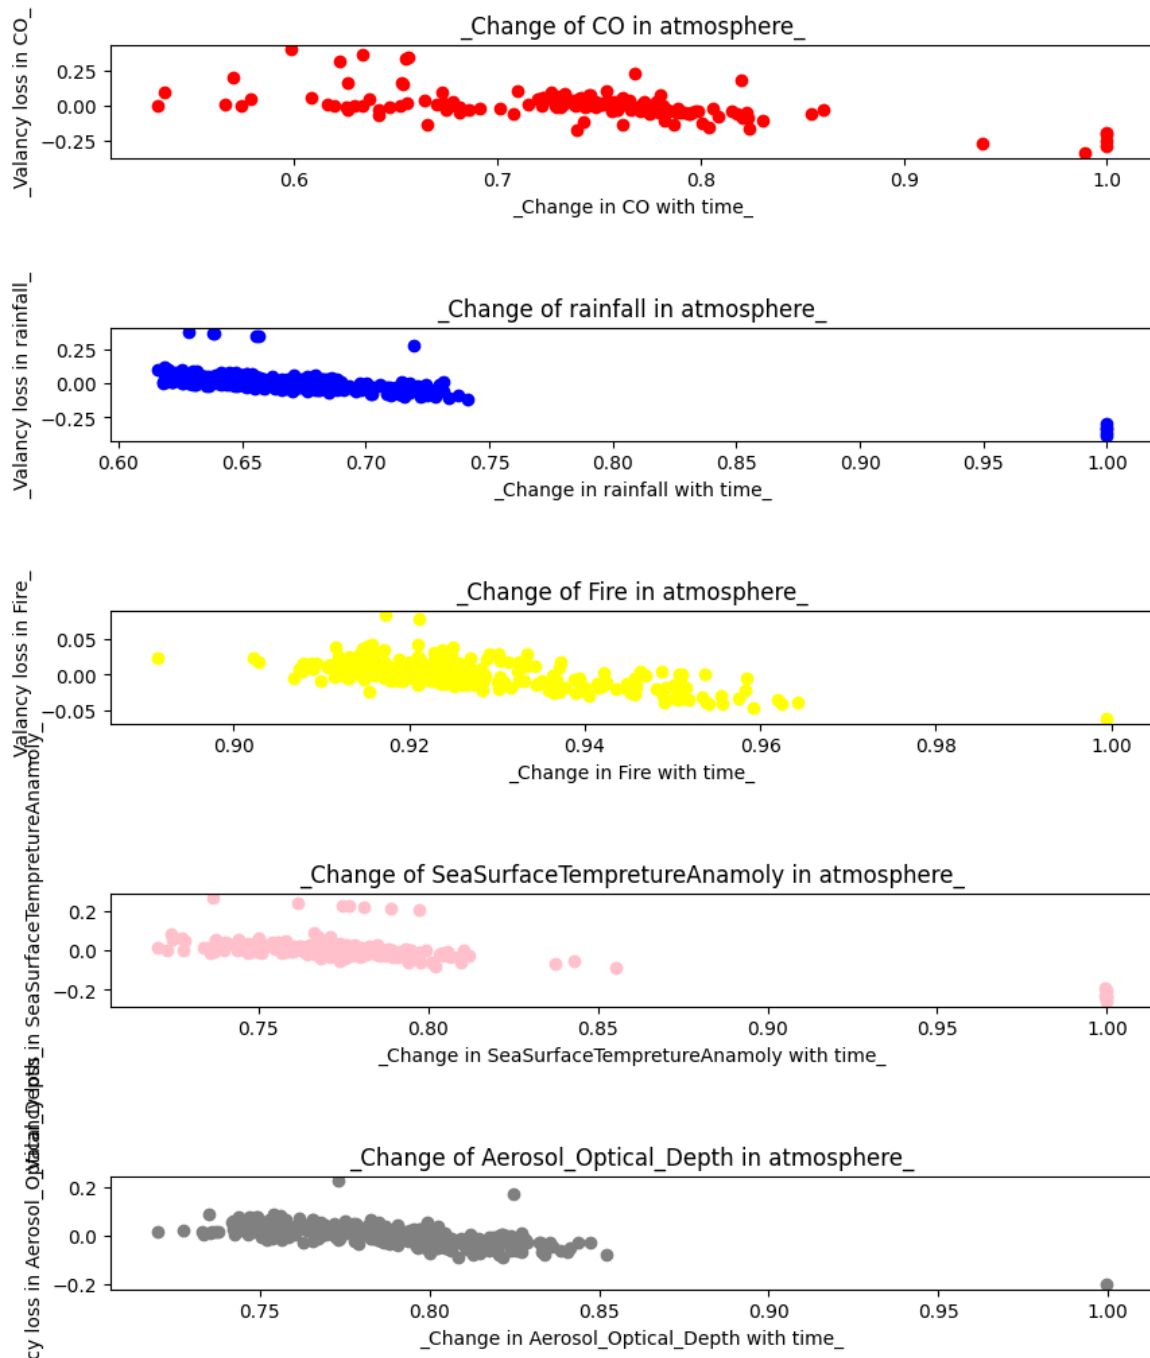 _Change of CO in atmosphere_
_Valancy loss in CO_
0.25
0.00
−0.25
0.6 0.7 0.8 0.9 1.0
_Change in CO with time_
_Change of rainfall in atmosphere_
_Valancy loss in rainfall_
0.25
0.00
−0.25
0.60 0.65 0.70 0.75 0.80 0.85 0.90 0.95 1.00
_Change in rainfall with time_
_Change of Fire in atmosphere_
_Valancy loss in Fire_
0.05
0.00
−0.05
0.90 0.92 0.94 0.96 0.98 1.00
_Change in Fire with time_
_Change of SeaSurfaceTempretureAnamoly in atmosphere_
_Valancy loss in SeaSurfaceTempretureAnamoly_
0.2
0.0
−0.2
0.75 0.80 0.85 0.90 0.95 1.00
_Change in SeaSurfaceTempretureAnamoly with time_
_Change of Aerosol_Optical_Depth in atmosphere_
cy loss in Aerosol_Optical_Depth_
0.2
0.0
−0.2
0.75 0.80 0.85 0.90 0.95 1.00
_Change in Aerosol_Optical_Depth with time_